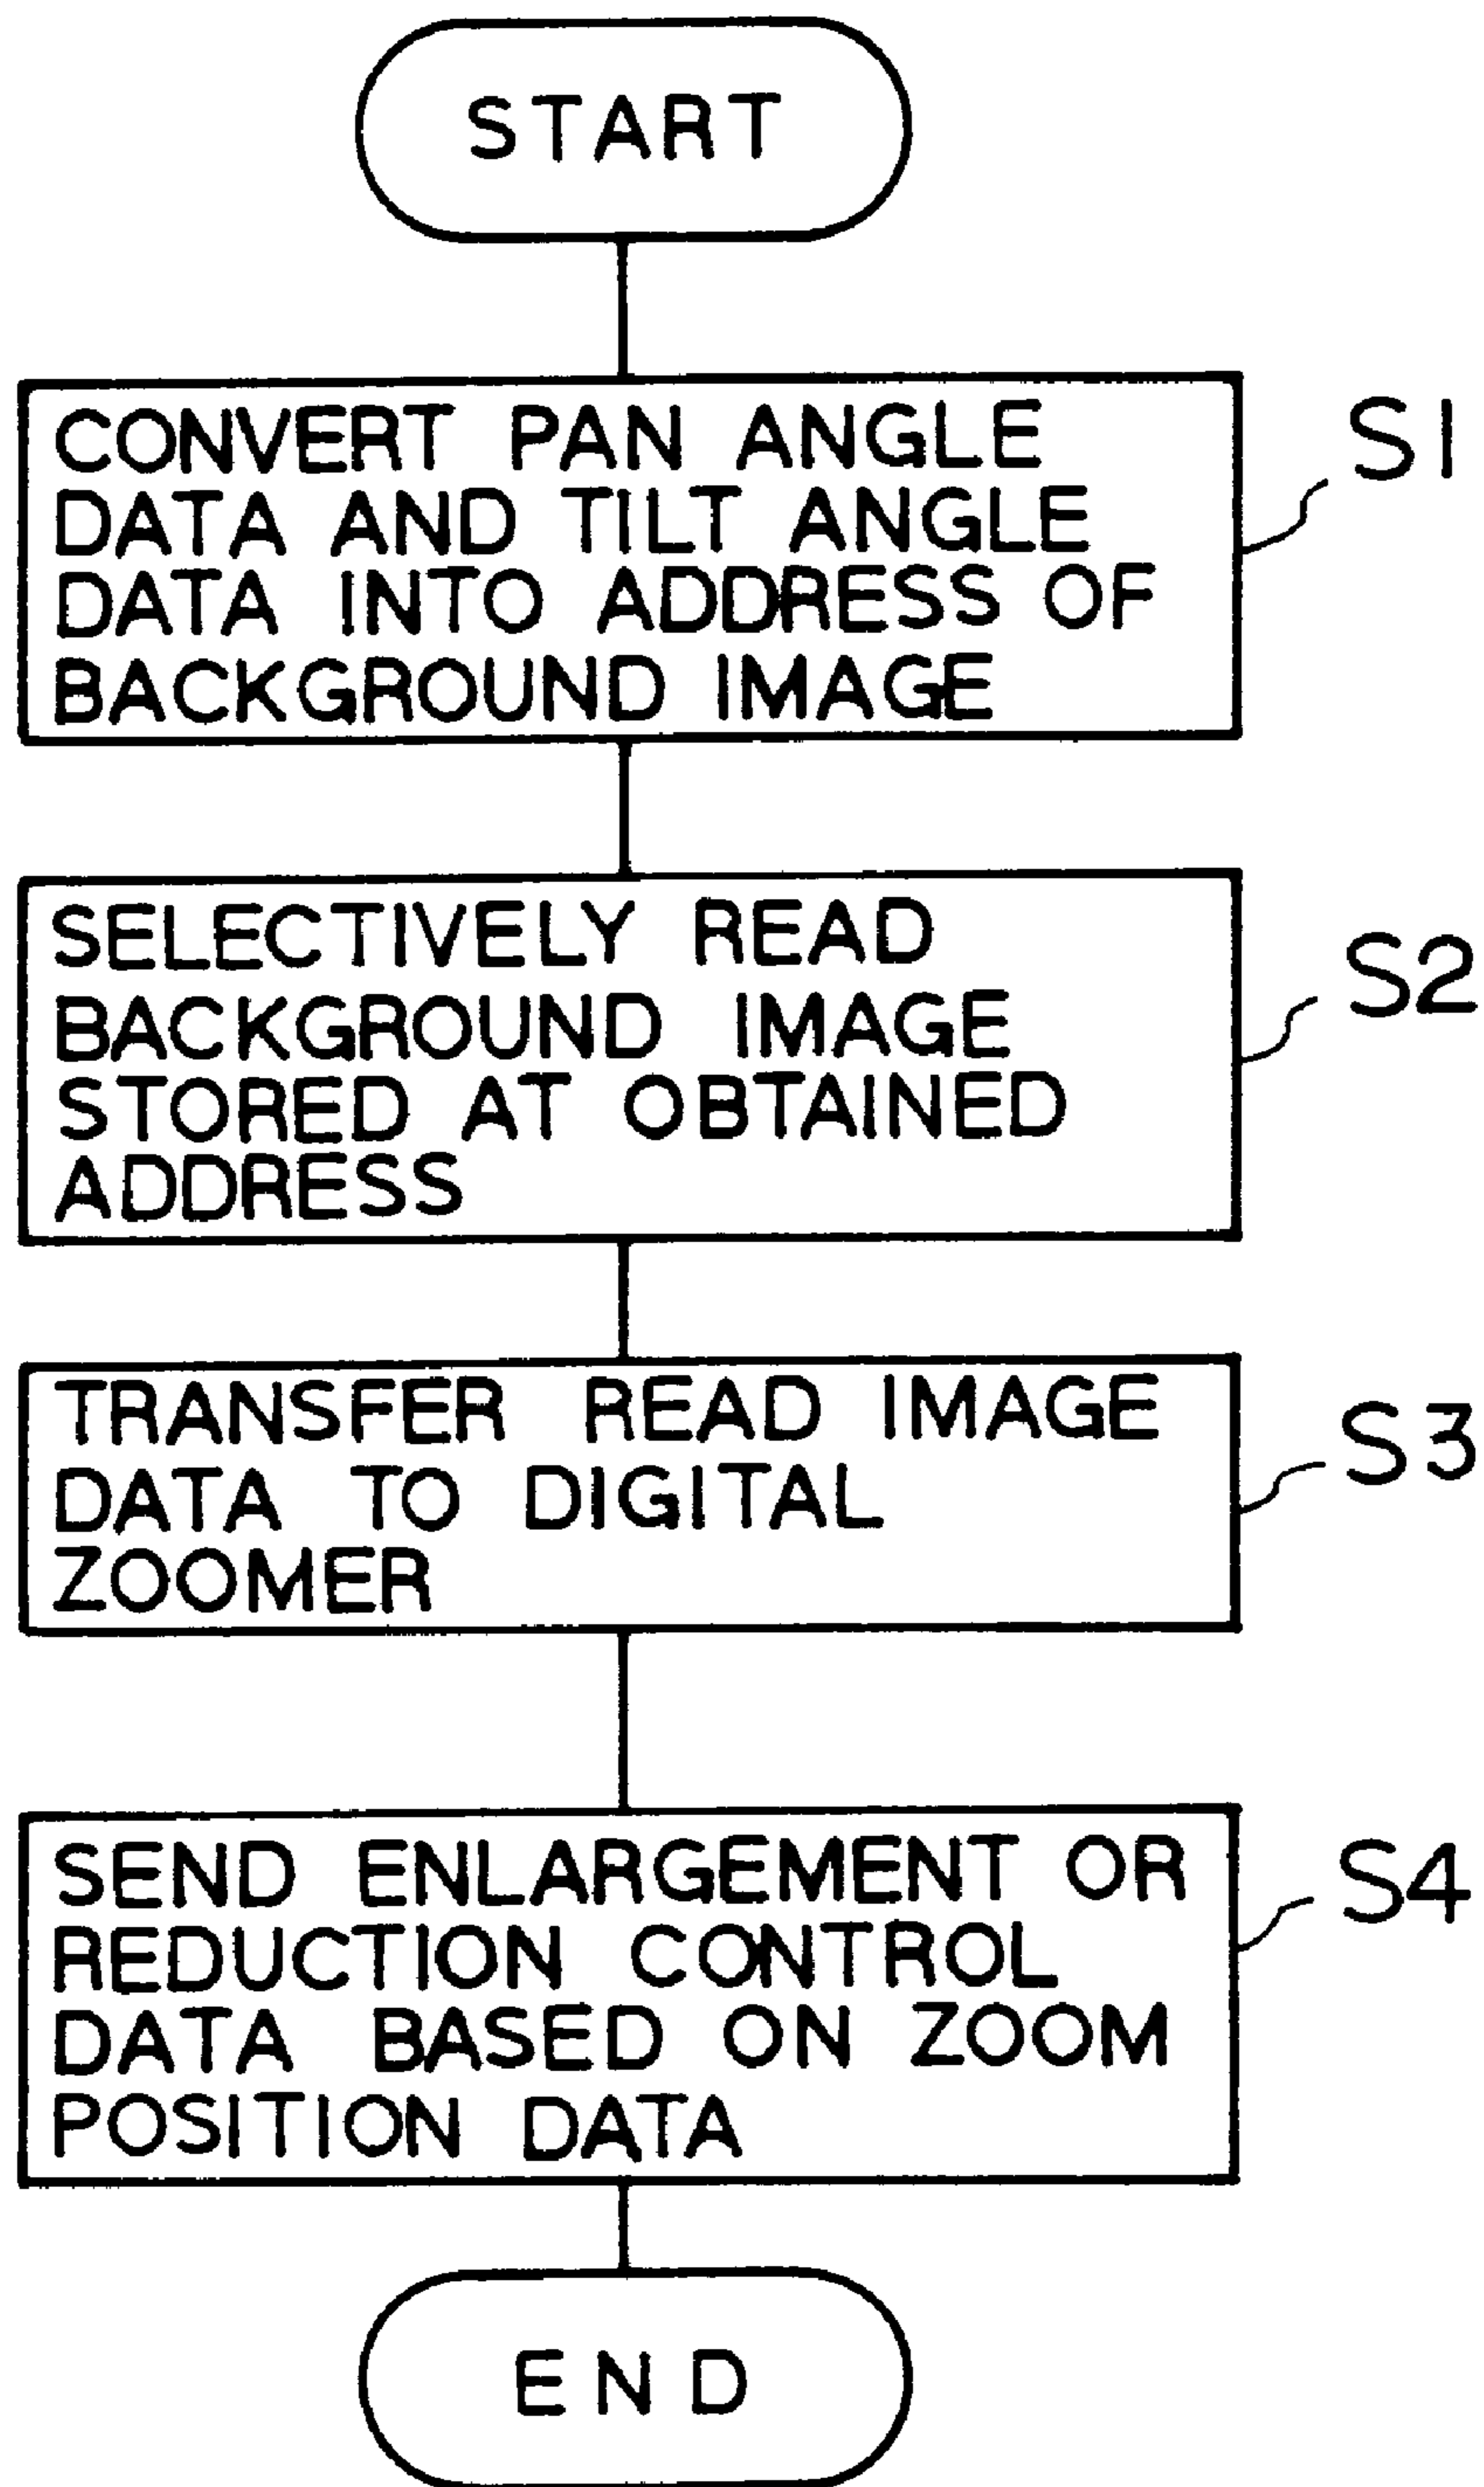 START
CONVERT PAN ANGLE
DATA AND TILT ANGLE
DATA INTO ADDRESS OF
BACKGROUND IMAGE
S1
SELECTIVELY READ
BACKGROUND IMAGE
STORED AT OBTAINED
ADDRESS
S2
TRANSFER READ IMAGE
DATA TO DIGITAL
ZOOMER
S3
SEND ENLARGEMENT OR
REDUCTION CONTROL
DATA BASED ON ZOOM
POSITION DATA
S4
END